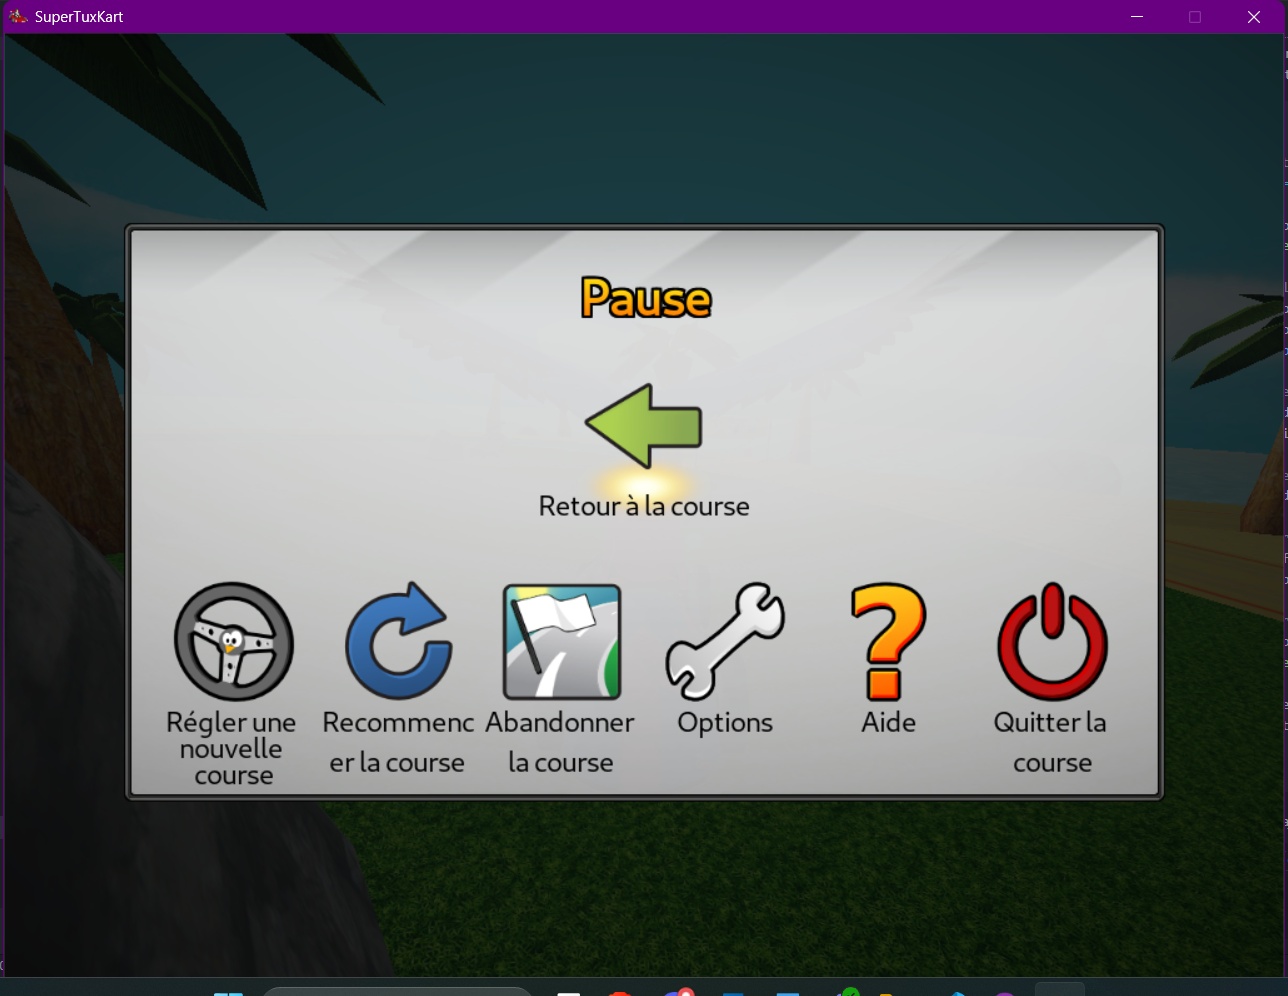 SuperTuxKart
Pause
Retour à la course
Régler une
nouvelle
course
Recommenc
er la course
Abandonner
la course
Options
Aide
Quitter la
course